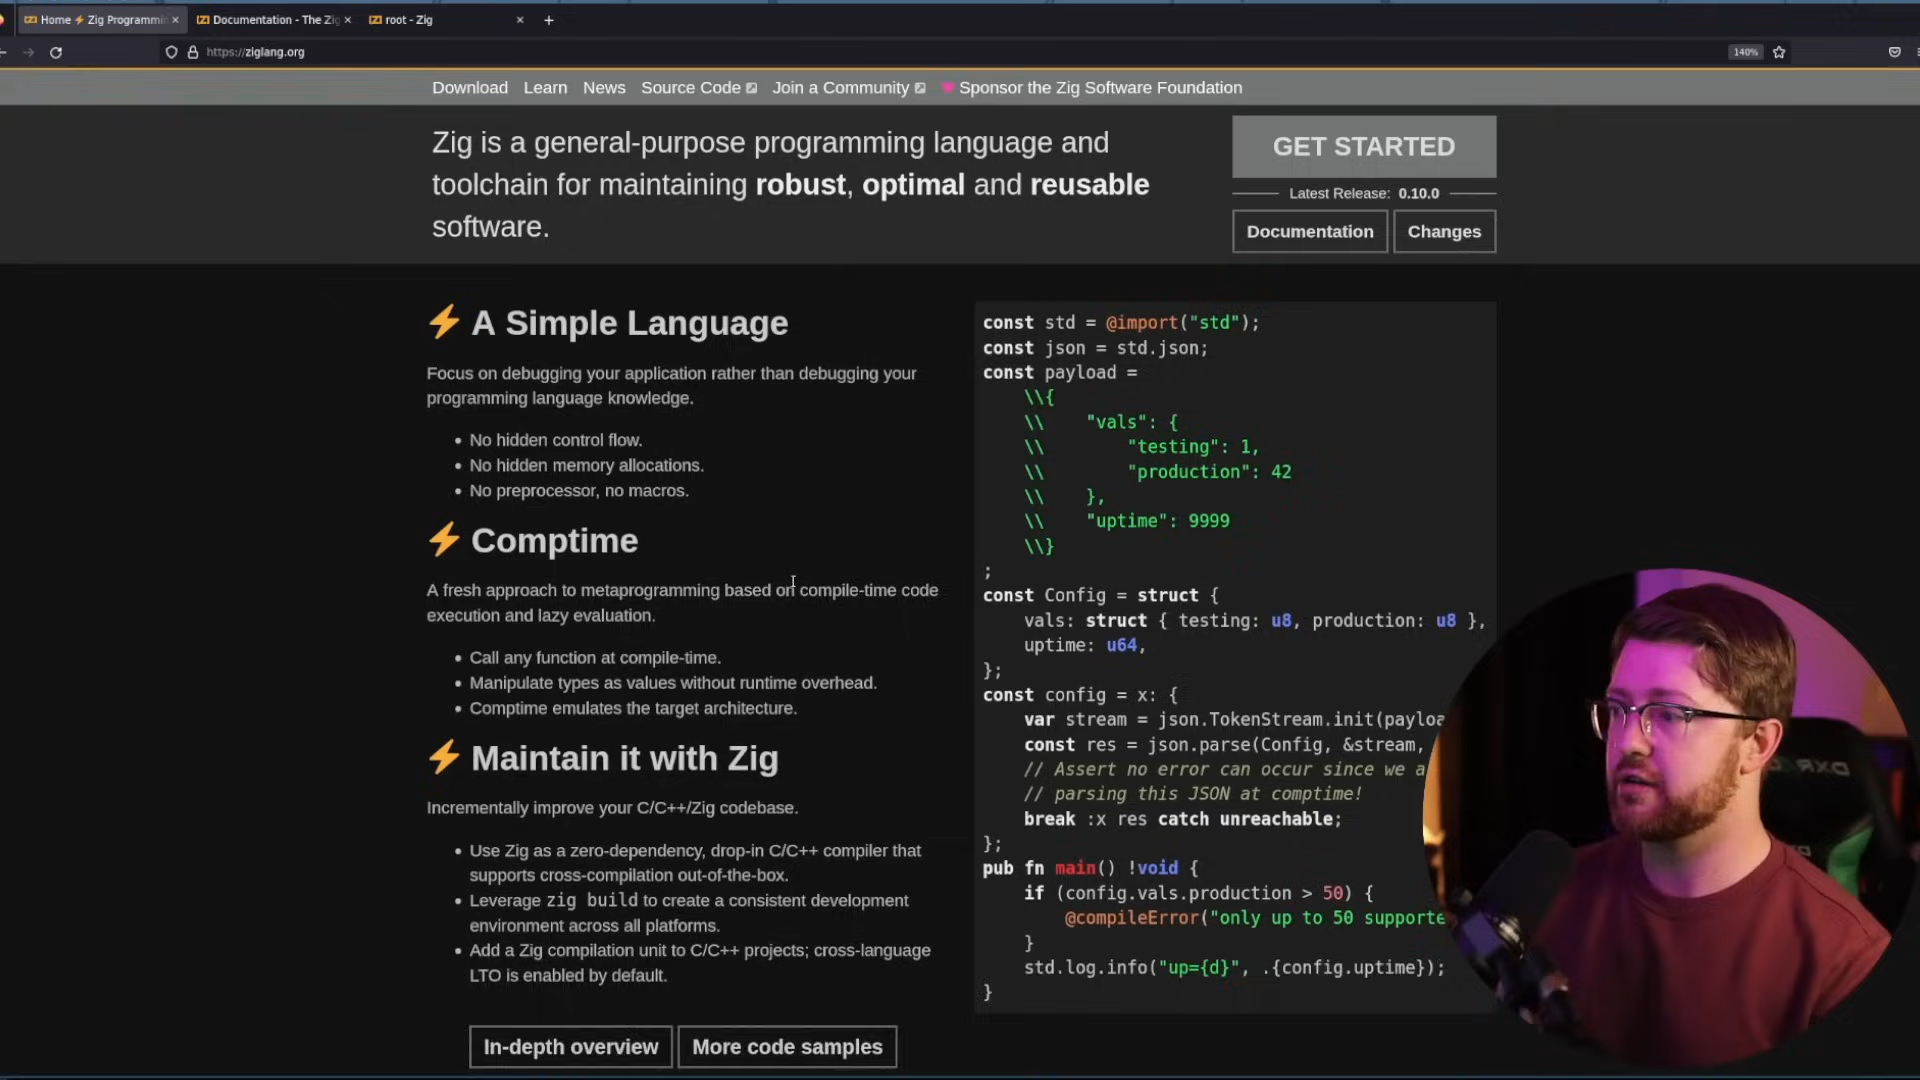 Home ⚡ Zig Programmi
Documentation - The Zig
root - Zig
https://ziglang.org
140%
Download Learn News Source Code Join a Community Sponsor the Zig Software Foundation
Zig is a general-purpose programming language and
toolchain for maintaining robust, optimal and reusable
software.
GET STARTED
Latest Release: 0.10.0
Documentation Changes
⚡ A Simple Language
Focus on debugging your application rather than debugging your
programming language knowledge.
• No hidden control flow.
• No hidden memory allocations.
• No preprocessor, no macros.
⚡ Comptime
A fresh approach to metaprogramming based on compile-time code
execution and lazy evaluation.
• Call any function at compile-time.
• Manipulate types as values without runtime overhead.
• Comptime emulates the target architecture.
⚡ Maintain it with Zig
Incrementally improve your C/C++/Zig codebase.
• Use Zig as a zero-dependency, drop-in C/C++ compiler that
supports cross-compilation out-of-the-box.
• Leverage zig build to create a consistent development
environment across all platforms.
• Add a Zig compilation unit to C/C++ projects; cross-language
LTO is enabled by default.
In-depth overview More code samples
const std = @import("std");
const json = std.json;
const payload =
    \\{
    \\    "vals": {
    \\        "testing": 1,
    \\        "production": 42
    \\    },
    \\    "uptime": 9999
    \\}
;
const Config = struct {
    vals: struct { testing: u8, production: u8 },
    uptime: u64,
};
const config = x: {
    var stream = json.TokenStream.init(payloa
    const res = json.parse(Config, &stream,
    // Assert no error can occur since we a
    // parsing this JSON at comptime!
    break :x res catch unreachable;
};
pub fn main() !void {
    if (config.vals.production > 50) {
        @compileError("only up to 50 supporte
    }
    std.log.info("up={d}", .{config.uptime});
}